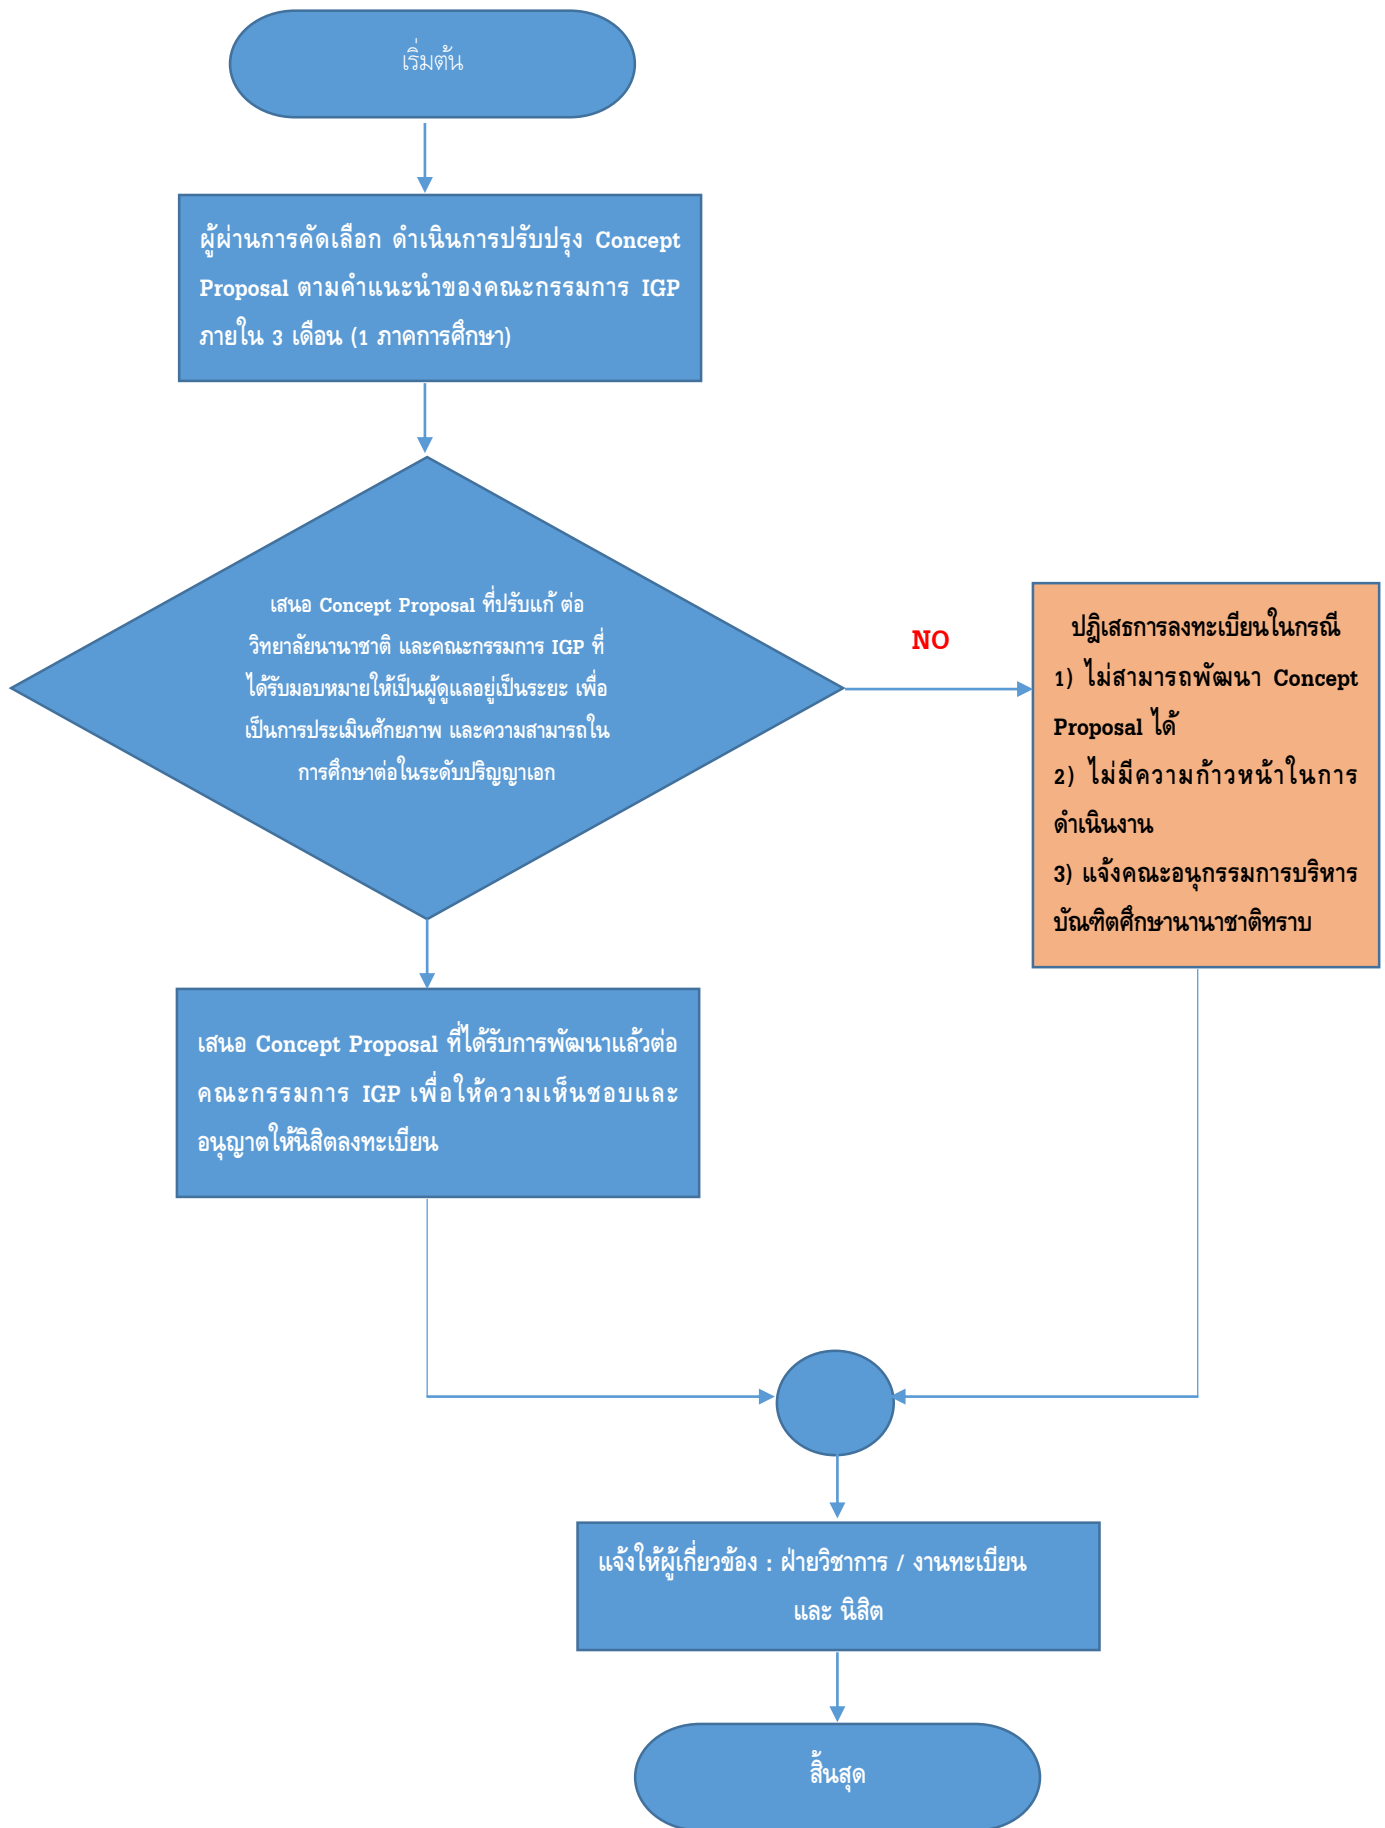 เริ่มต้น
ผู้ผ่านการคัดเลือก ดำเนินการปรับปรุง Concept
Proposal ตามคำแนะนำของคณะกรรมการ IGP
ภายใน 3 เดือน (1 ภาคการศึกษา)
เสนอ Concept Proposal ที่ปรับแก้ ต่อ
วิทยาลัยนานาชาติ และคณะกรรมการ IGP ที่
ได้รับมอบหมายให้เป็นผู้ดูแลอยู่เป็นระยะ เพื่อ
เป็นการประเมินศักยภาพ และความสามารถใน
การศึกษาต่อในระดับปริญญาเอก
NO
ปฎิเสธการลงทะเบียนในกรณี
1) ไม่สามารถพัฒนา Concept
Proposal ได้
2) ไม่มีความก้าวหน้าในการ
ดำเนินงาน
3) แจ้งคณะอนุกรรมการบริหาร
บัณฑิตศึกษานานาชาติทราบ
เสนอ Concept Proposal ที่ได้รับการพัฒนาแล้วต่อ
คณะกรรมการ IGP เพื่อให้ความเห็นชอบและ
อนุญาตให้นิสิตลงทะเบียน
แจ้งให้ผู้เกี่ยวข้อง : ฝ่ายวิชาการ / งานทะเบียน
และ นิสิต
สิ้นสุด